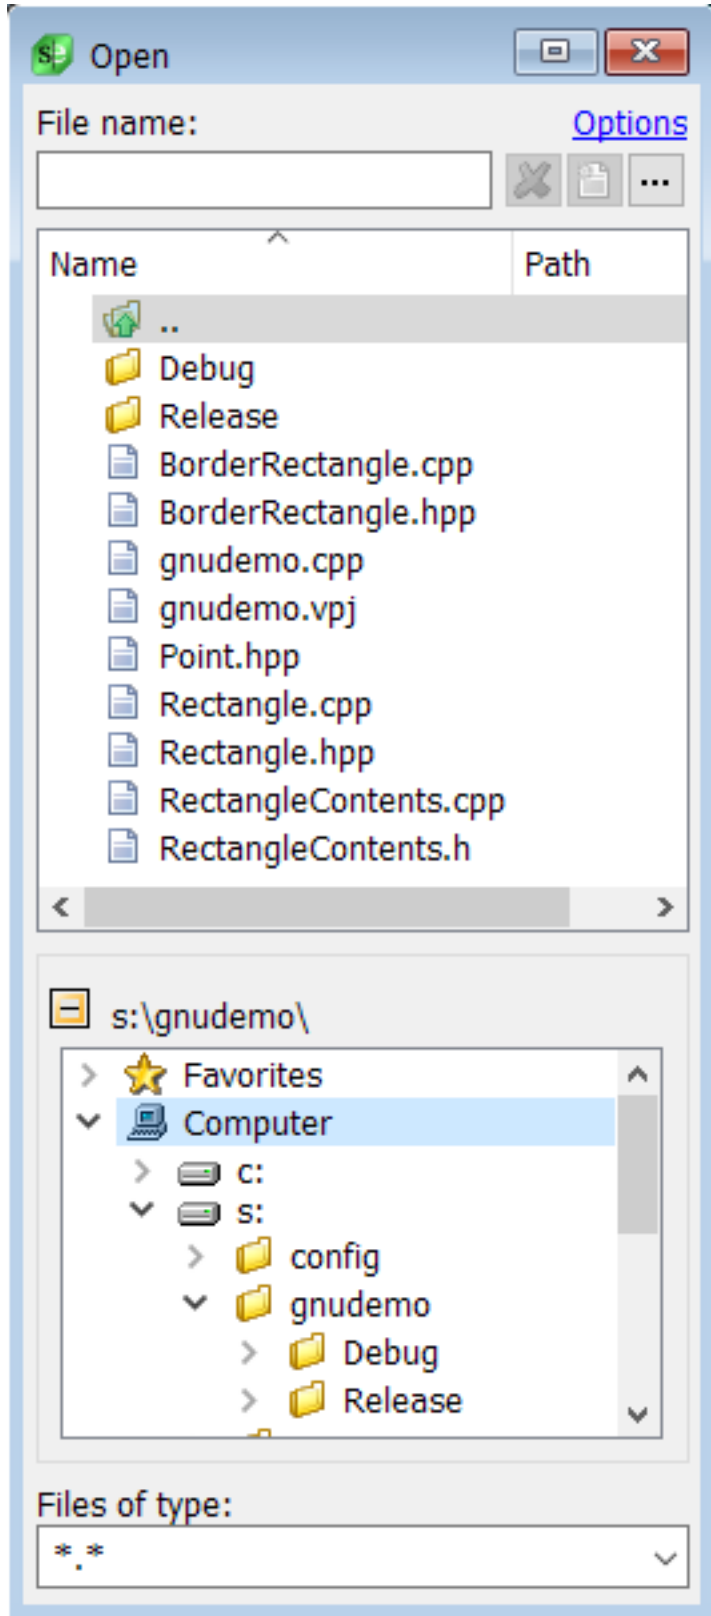 Open
File name: Options
...
Name Path
..
Debug
Release
BorderRectangle.cpp
BorderRectangle.hpp
gnudemo.cpp
gnudemo.vpj
Point.hpp
Rectangle.cpp
Rectangle.hpp
RectangleContents.cpp
RectangleContents.h
s:\gnudemo\
Favorites
Computer
c:
s:
config
gnudemo
Debug
Release
Files of type:
*.*